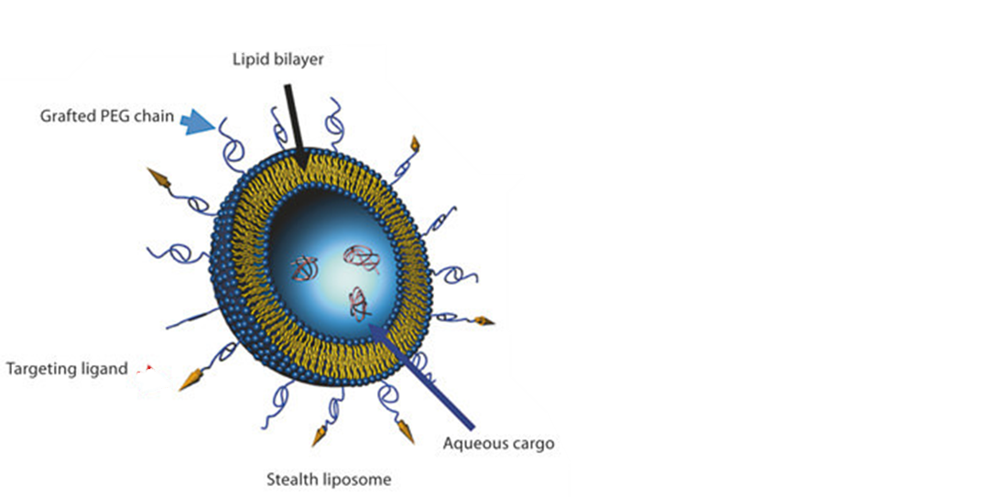 Lipid bilayer
Grafted PEG chain
Targeting ligand
Aqueous cargo
Stealth liposome